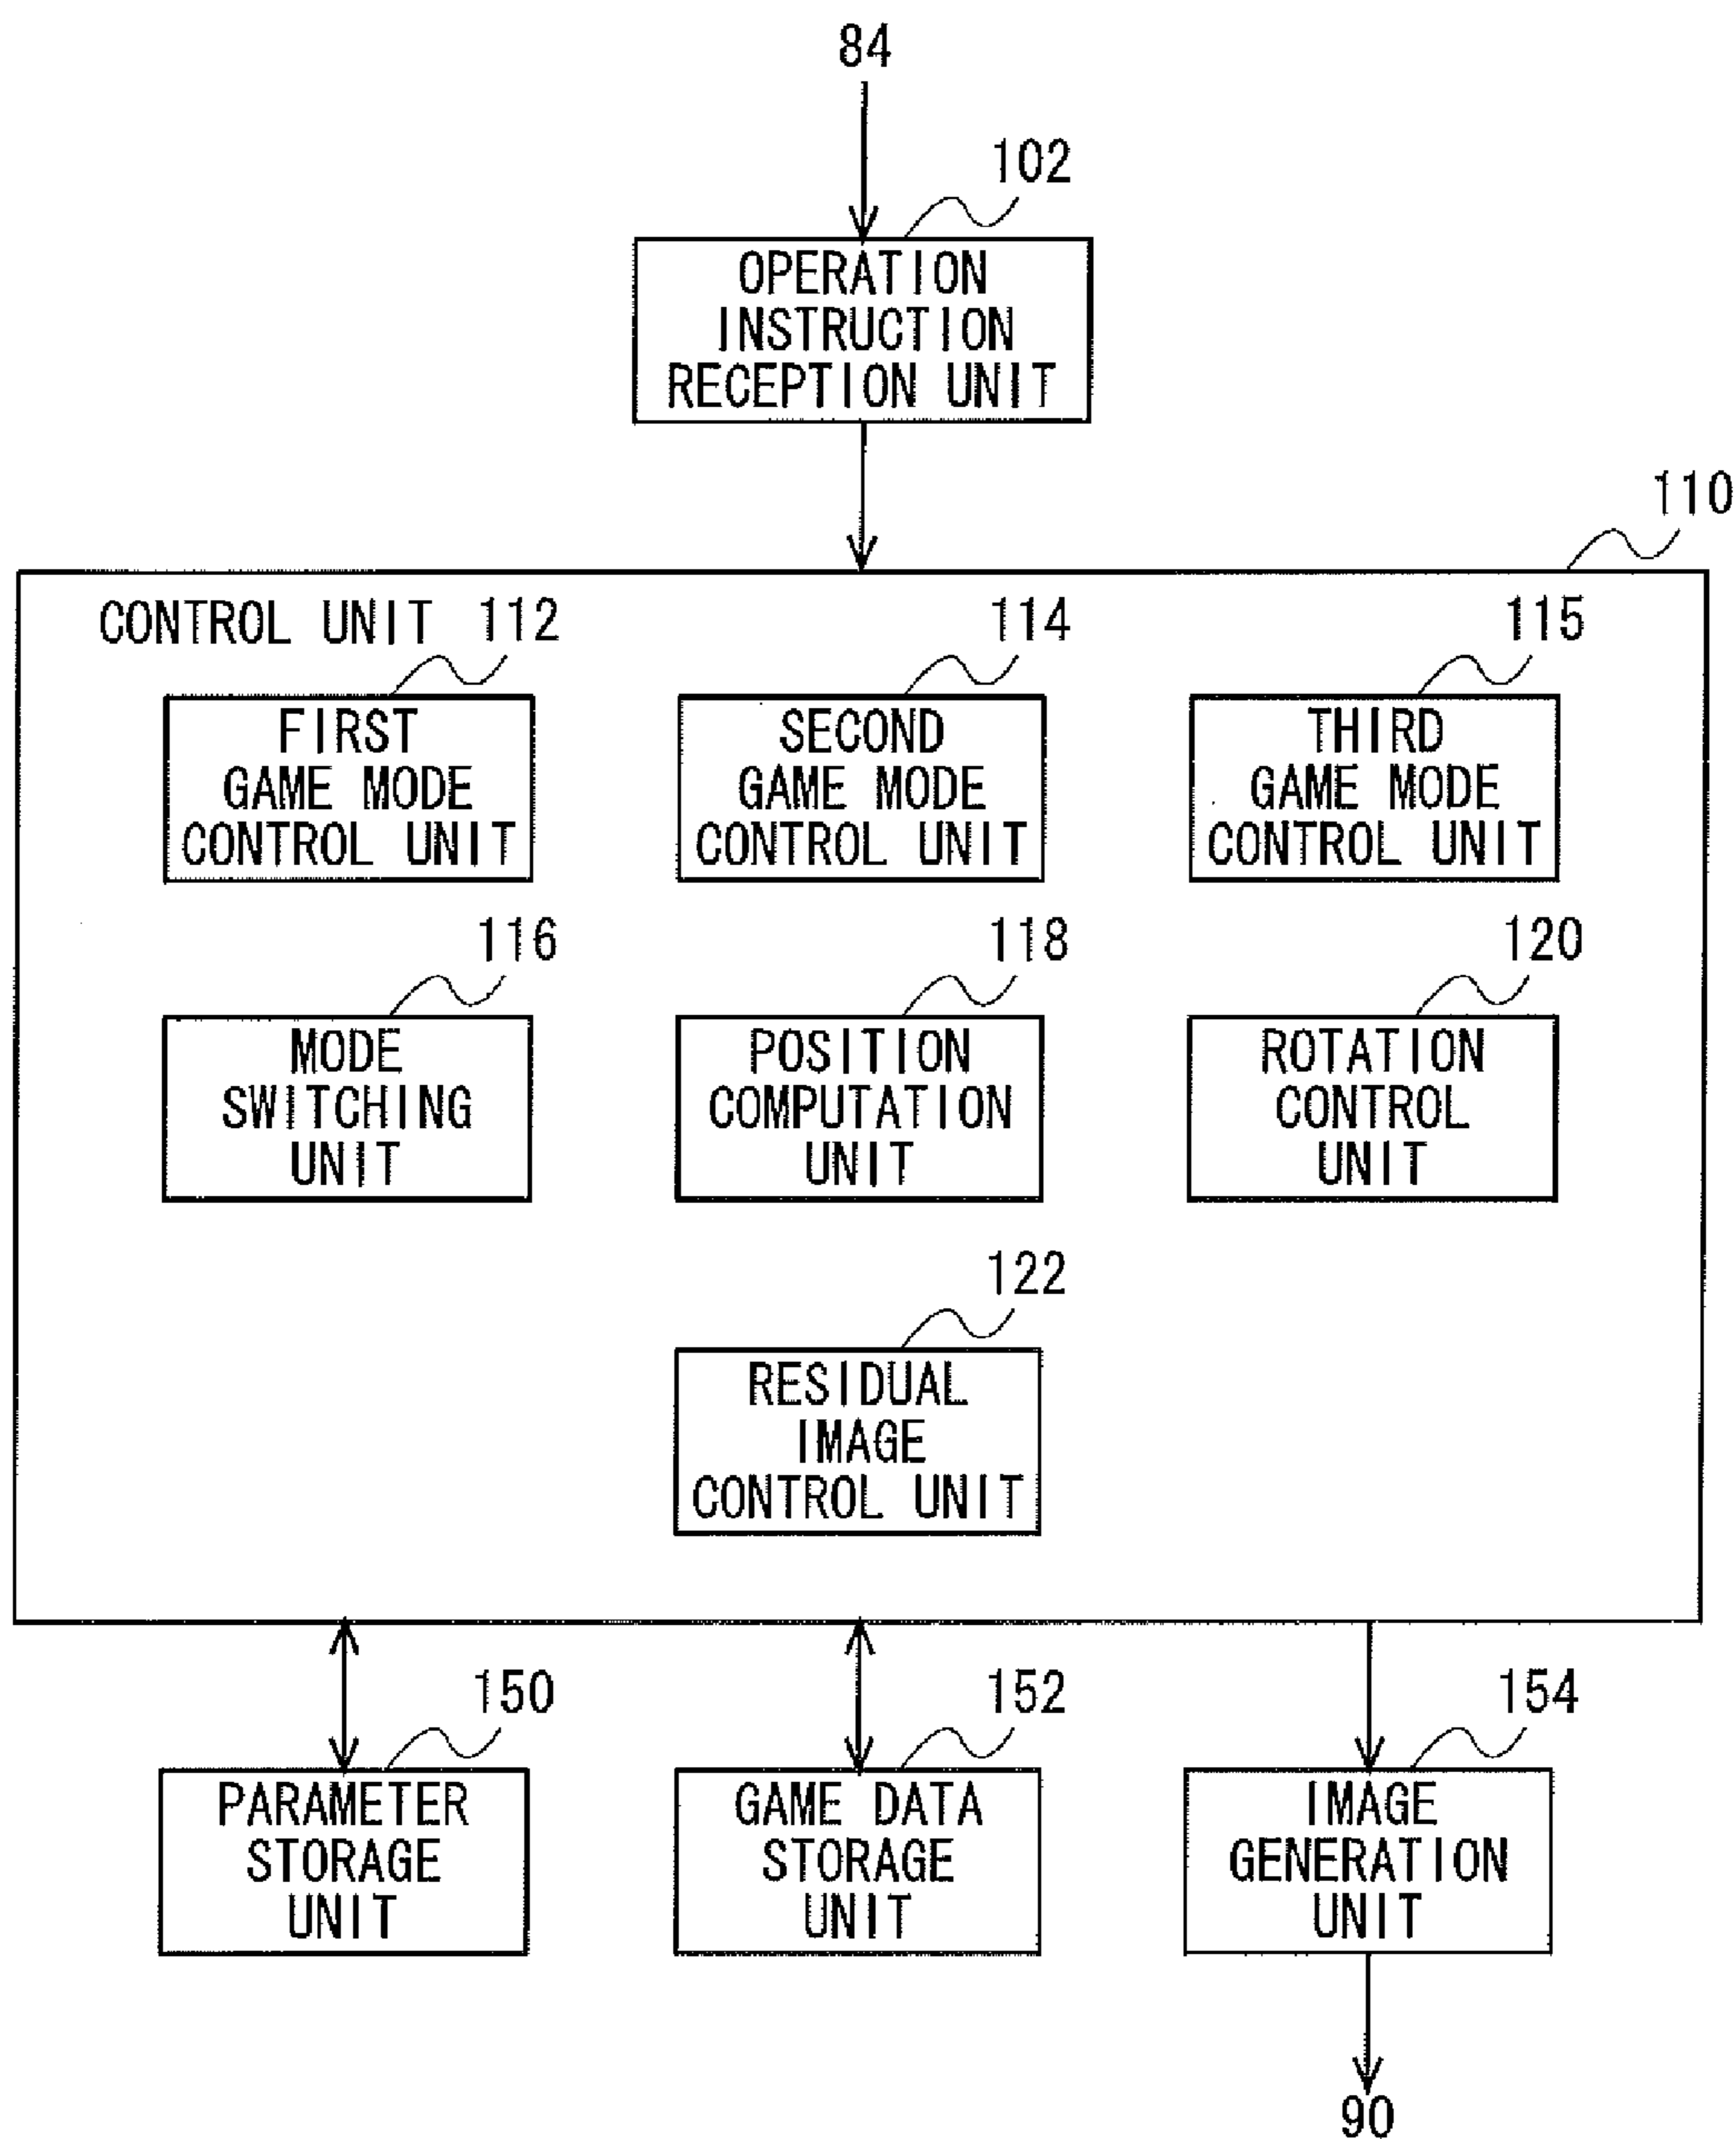 84
102
OPERATION
INSTRUCTION
RECEPTION UNIT
110
CONTROL UNIT
112
114
115
FIRST
GAME MODE
CONTROL UNIT
SECOND
GAME MODE
CONTROL UNIT
THIRD
GAME MODE
CONTROL UNIT
116
118
120
MODE
SWITCHING
UNIT
POSITION
COMPUTATION
UNIT
ROTATION
CONTROL
UNIT
122
RESIDUAL
IMAGE
CONTROL UNIT
150
152
154
PARAMETER
STORAGE
UNIT
GAME DATA
STORAGE
UNIT
IMAGE
GENERATION
UNIT
90